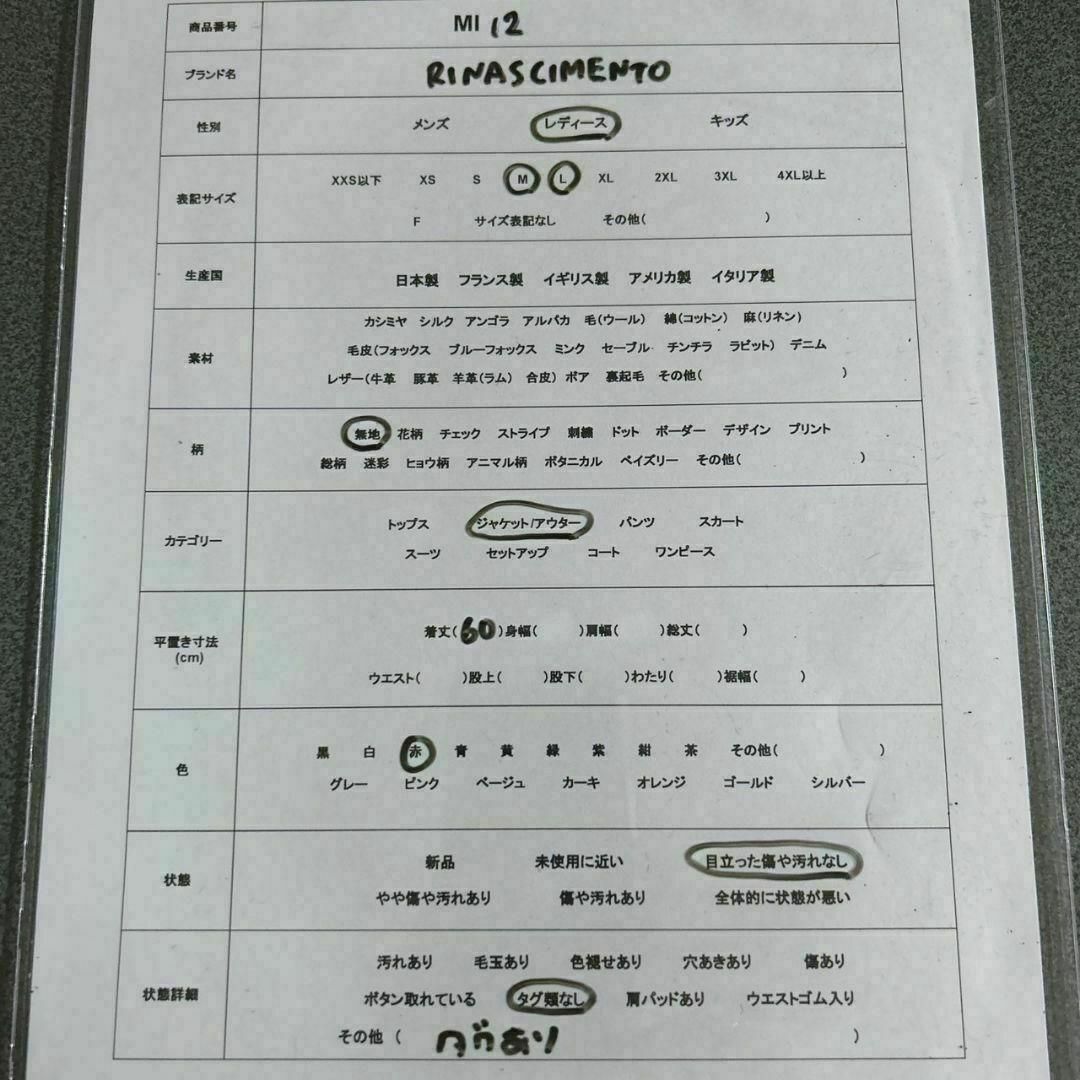 商品番号 MI 12
ブランド名 RINASCIMENTO
性別 メンズ レディース キッズ
表記サイズ
XXS以下 XS S M L XL 2XL 3XL 4XL以上
F サイズ表記なし その他( )
生産国 日本製 フランス製 イギリス製 アメリカ製 イタリア製
素材
カシミヤ シルク アンゴラ アルパカ 毛(ウール) 綿(コットン) 麻(リネン)
毛皮(フォックス ブルーフォックス ミンク セーブル チンチラ ラビット) デニム
レザー(牛革 豚革 羊革(ラム) 合皮) ボア 裏起毛 その他( )
柄
無地 花柄 チェック ストライプ 刺繍 ドット ボーダー デザイン プリント
総柄 迷彩 ヒョウ柄 アニマル柄 ボタニカル ペイズリー その他( )
カテゴリー
トップス ジャケット/アウター パンツ スカート
スーツ セットアップ コート ワンピース
平置き寸法
(cm)
着丈(60)身幅( )肩幅( )総丈( )
ウエスト( )股上( )股下( )わたり( )裾幅( )
色
黒 白 赤 青 黄 緑 紫 紺 茶 その他( )
グレー ピンク ベージュ カーキ オレンジ ゴールド シルバー
状態
新品 未使用に近い 目立った傷や汚れなし
やや傷や汚れあり 傷や汚れあり 全体的に状態が悪い
状態詳細
汚れあり 毛玉あり 色褪せあり 穴あきあり 傷あり
ボタン取れている タグ類なし 肩パッドあり ウエストゴム入り
その他 ( )